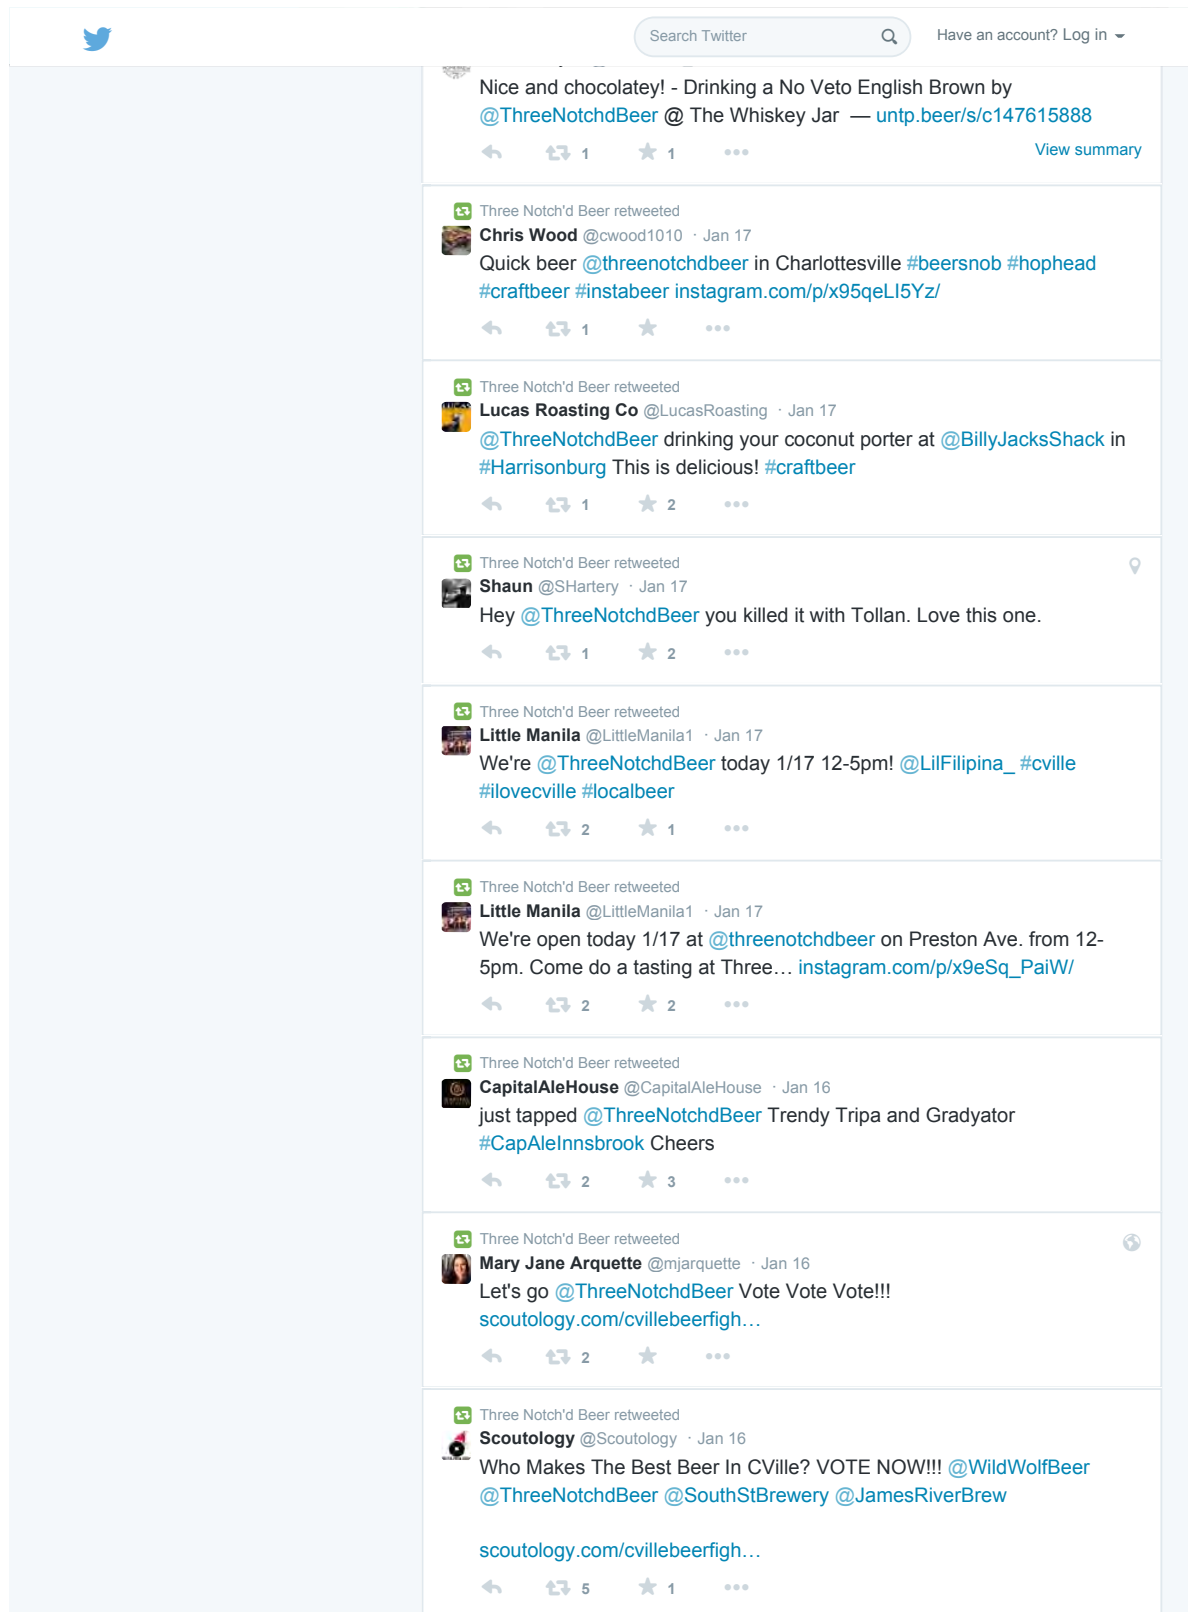 Search Twitter
Have an account? Log in
Nice and chocolatey! - Drinking a No Veto English Brown by
@ThreeNotchdBeer @ The Whiskey Jar — untp.beer/s/c147615888
1 1
View summary
Three Notch'd Beer retweeted
Chris Wood @cwood1010 · Jan 17
Quick beer @threenotchdbeer in Charlottesville #beersnob #hophead
#craftbeer #instabeer instagram.com/p/x95qeLI5Yz/
1
Three Notch'd Beer retweeted
Lucas Roasting Co @LucasRoasting · Jan 17
@ThreeNotchdBeer drinking your coconut porter at @BillyJacksShack in
#Harrisonburg This is delicious! #craftbeer
1 2
Three Notch'd Beer retweeted
Shaun @SHartery · Jan 17
Hey @ThreeNotchdBeer you killed it with Tollan. Love this one.
1 2
Three Notch'd Beer retweeted
Little Manila @LittleManila1 · Jan 17
We're @ThreeNotchdBeer today 1/17 12-5pm! @LilFilipina_ #cville
#ilovecville #localbeer
2 1
Three Notch'd Beer retweeted
Little Manila @LittleManila1 · Jan 17
We're open today 1/17 at @threenotchdbeer on Preston Ave. from 12-
5pm. Come do a tasting at Three… instagram.com/p/x9eSq_PaiW/
2 2
Three Notch'd Beer retweeted
CapitalAleHouse @CapitalAleHouse · Jan 16
just tapped @ThreeNotchdBeer Trendy Tripa and Gradyator
#CapAleInnsbrook Cheers
2 3
Three Notch'd Beer retweeted
Mary Jane Arquette @mjarquette · Jan 16
Let's go @ThreeNotchdBeer Vote Vote Vote!!!
scoutology.com/cvillebeerfigh…
2
Three Notch'd Beer retweeted
Scoutology @Scoutology · Jan 16
Who Makes The Best Beer In CVille? VOTE NOW!!! @WildWolfBeer
@ThreeNotchdBeer @SouthStBrewery @JamesRiverBrew
scoutology.com/cvillebeerfigh…
5 1